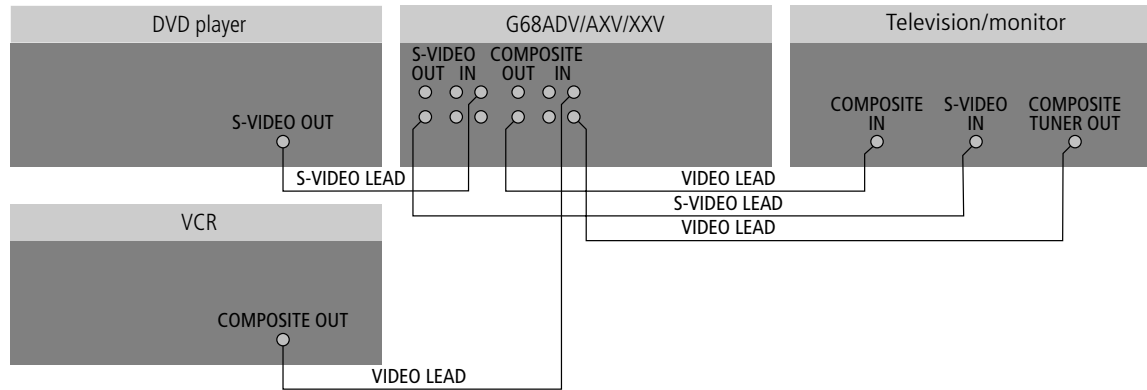 DVD player
G68ADV/AXV/XXV
Television/monitor
S-VIDEO COMPOSITE
OUT IN OUT IN
S-VIDEO OUT
COMPOSITE IN
S-VIDEO IN
COMPOSITE TUNER OUT
S-VIDEO LEAD
VIDEO LEAD
S-VIDEO LEAD
VIDEO LEAD
VCR
COMPOSITE OUT
VIDEO LEAD